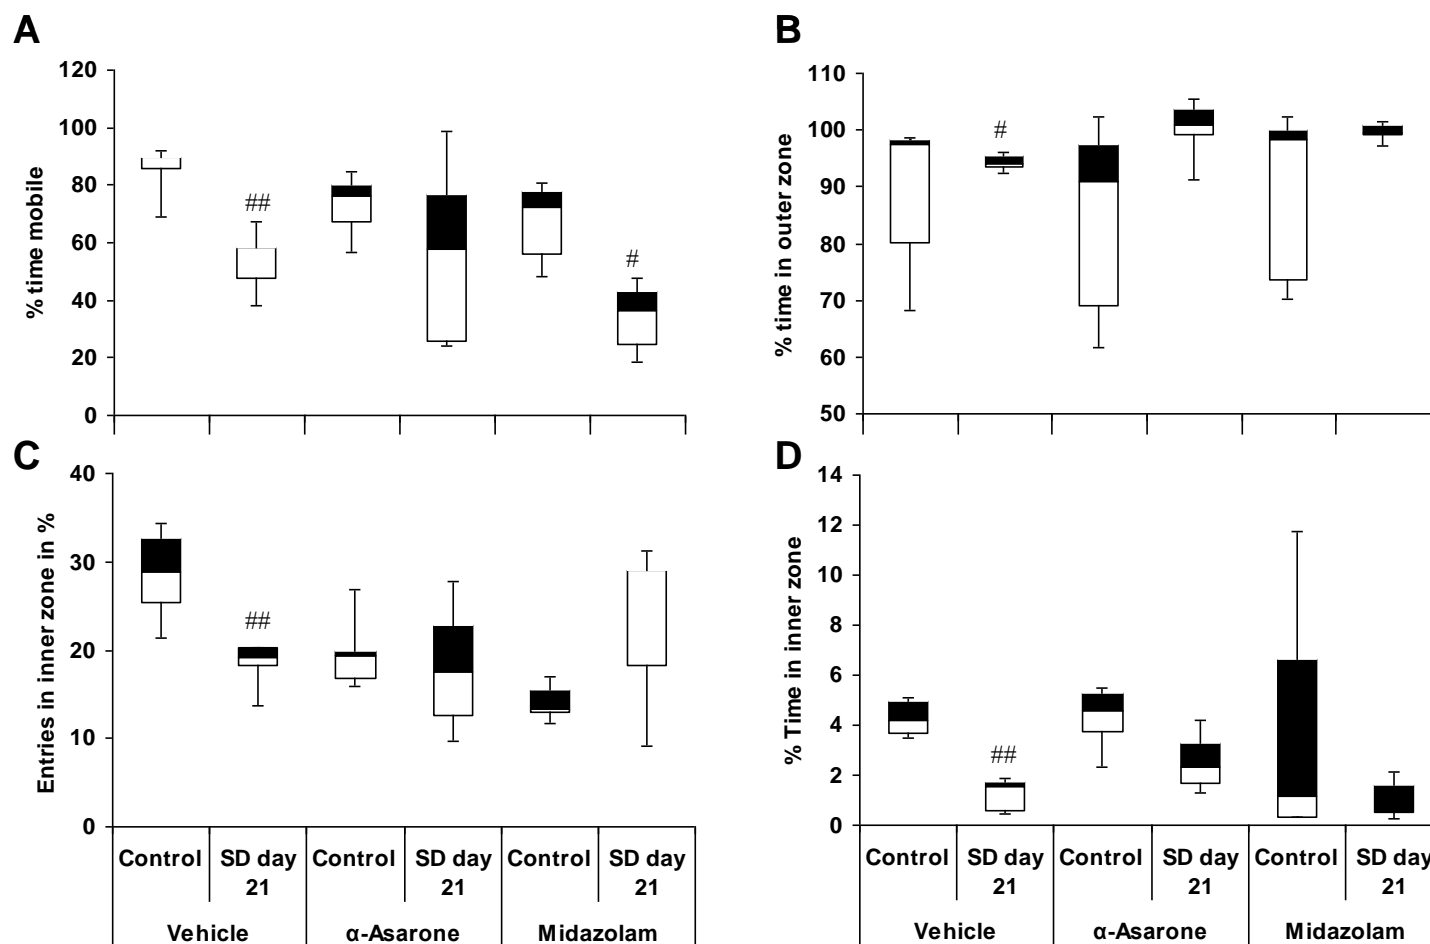 A
% time mobile
120
100
80
60
40
20
0
##
#
B
% time in outer zone
110
100
90
80
70
60
50
#
C
Entries in inner zone in %
40
30
20
10
0
##
Control
SD day
21
Control
SD day
21
Control
SD day
21
Vehicle
α-Asarone
Midazolam
D
% Time in inner zone
14
12
10
8
6
4
2
0
##
Control
SD day
21
Control
SD day
21
Control
SD day
21
Vehicle
α-Asarone
Midazolam